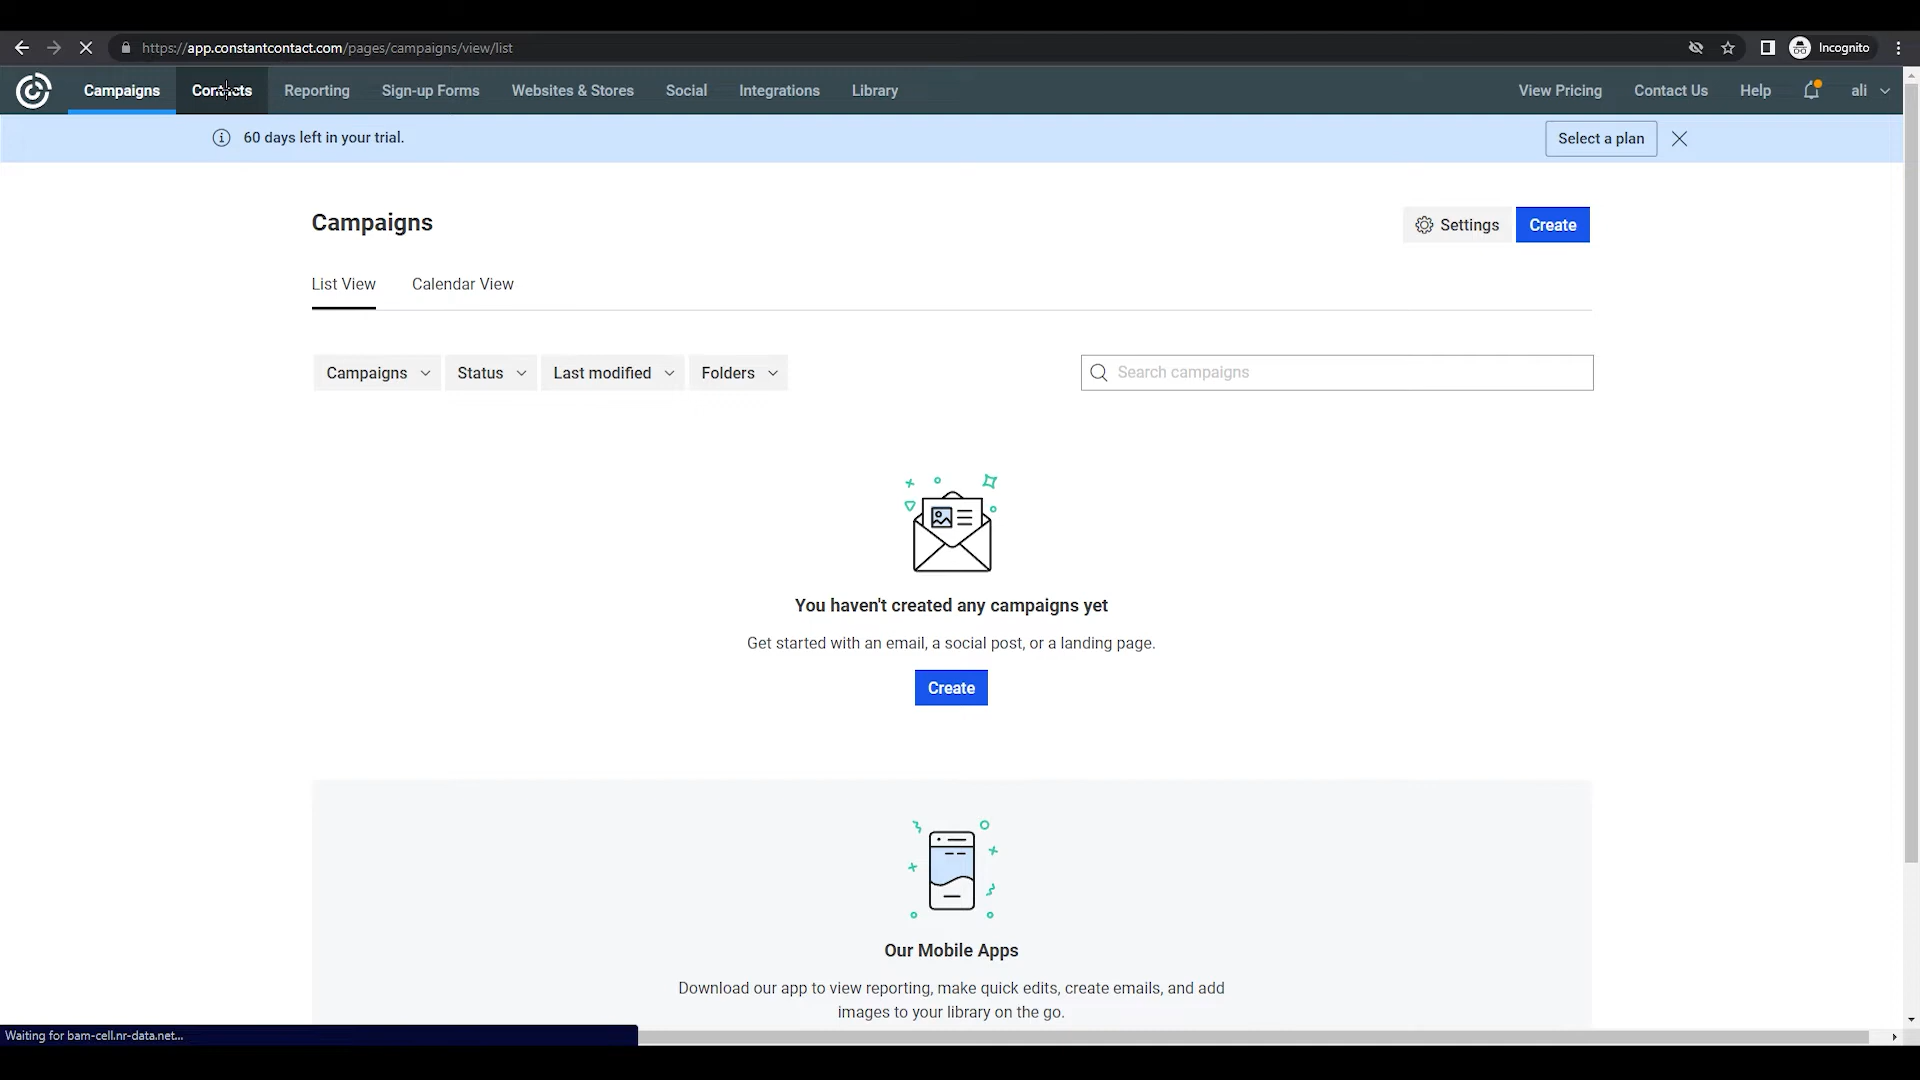 https://app.constantcontact.com/pages/campaigns/view/list
Incognito
Campaigns
Contacts
Reporting
Sign-up Forms
Websites & Stores
Social
Integrations
Library
View Pricing
Contact Us
Help
ali
60 days left in your trial.
Select a plan
Campaigns
Settings
Create
List View
Calendar View
Campaigns
Status
Last modified
Folders
Search campaigns
You haven't created any campaigns yet
Get started with an email, a social post, or a landing page.
Create
Our Mobile Apps
Download our app to view reporting, make quick edits, create emails, and add
images to your library on the go.
Waiting for bam-cell.nr-data.net...